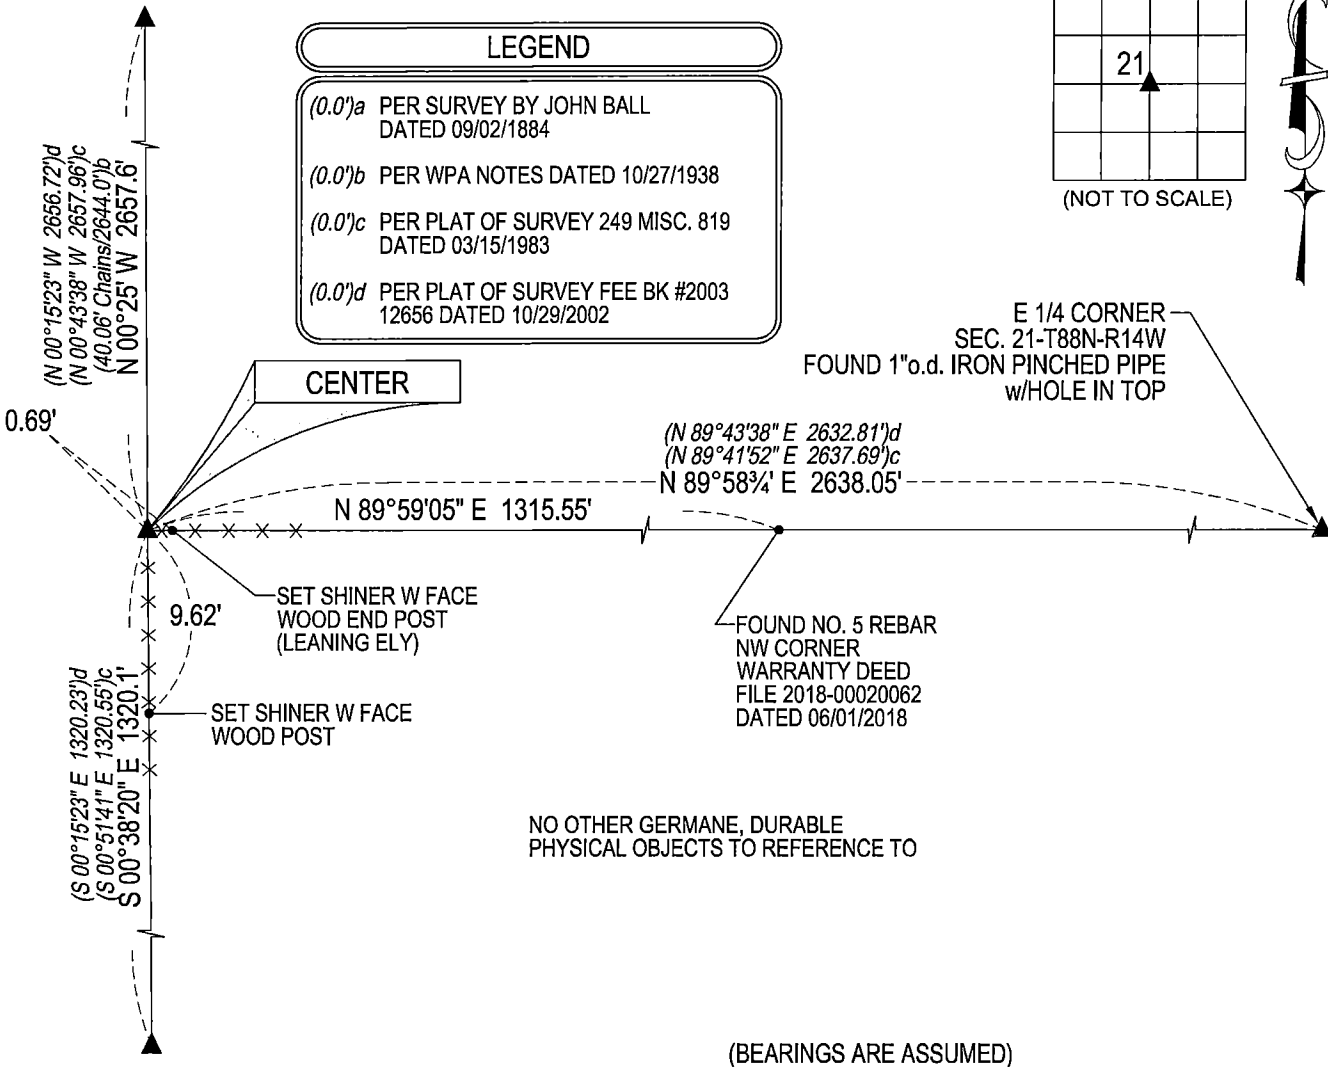 LEGEND
(0.0')a PER SURVEY BY JOHN BALL
DATED 09/02/1884
(0.0')b PER WPA NOTES DATED 10/27/1938
(0.0')c PER PLAT OF SURVEY 249 MISC. 819
DATED 03/15/1983
(0.0')d PER PLAT OF SURVEY FEE BK #2003
12656 DATED 10/29/2002
21
(NOT TO SCALE)
(N 00°15'23" W 2656.72')d
(N 00°43'38" W 2657.96')c
(40.06' Chains/2644.0')b
N 00°25' W 2657.6'
E 1/4 CORNER
SEC. 21-T88N-R14W
FOUND 1"o.d. IRON PINCHED PIPE
w/HOLE IN TOP
CENTER
0.69'
(N 89°43'38" E 2632.81')d
(N 89°41'52" E 2637.69')c
N 89°58¾' E 2638.05'
N 89°59'05" E 1315.55'
SET SHINER W FACE
WOOD END POST
(LEANING ELY)
9.62'
FOUND NO. 5 REBAR
NW CORNER
WARRANTY DEED
FILE 2018-00020062
DATED 06/01/2018
SET SHINER W FACE
WOOD POST
(S 00°15'23" E 1320.23')d
(S 00°51'41" E 1320.55')c
S 00°38'20" E 1320.1'
NO OTHER GERMANE, DURABLE
PHYSICAL OBJECTS TO REFERENCE TO
(BEARINGS ARE ASSUMED)